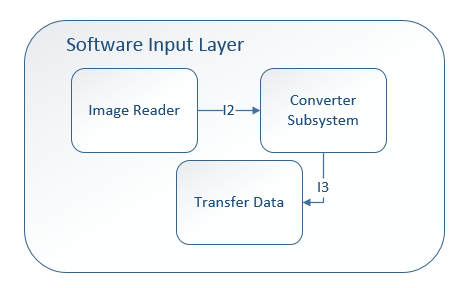 Software Input Layer
Image Reader
I2
Converter
Subsystem
I3
Transfer Data